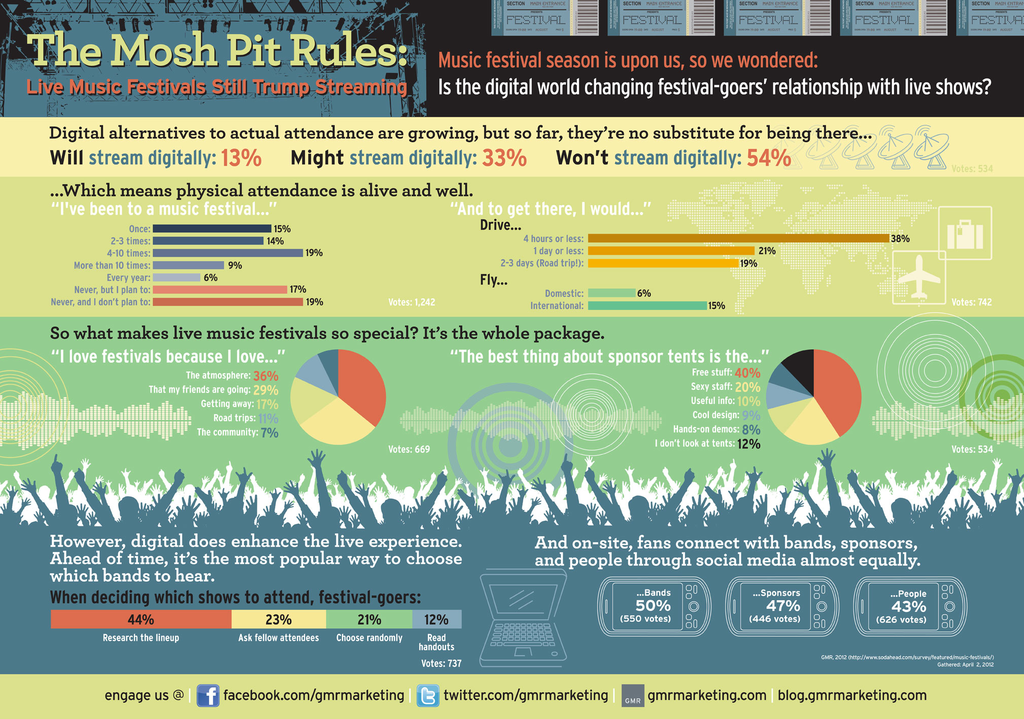 SECTION MAIN ENTRANCE
FESTIVAL
SECTION MAIN ENTRANCE
FESTIVAL
SECTION MAIN ENTRANCE
FESTIVAL
SECTION MAIN ENTRANCE
FESTIVAL
SECTION MAIN ENTRANCE
The Mosh Pit Rules:
Live Music Festivals Still Trump Streaming
Music festival season is upon us, so we wondered:
Is the digital world changing festival-goers' relationship with live shows?
Digital alternatives to actual attendance are growing, but so far, they're no substitute for being there...
Will stream digitally: 13% Might stream digitally: 33% Won't stream digitally: 54%
Votes: 534
...Which means physical attendance is alive and well.
"I've been to a music festival..."
Once: 15%
2-3 times: 14%
4-10 times: 19%
More than 10 times: 9%
Every year: 6%
Never, but I plan to: 17%
Never, and I don't plan to: 19%
Votes: 1,242
"And to get there, I would..."
Drive...
4 hours or less: 38%
1 day or less: 21%
2-3 days (Road trip!): 19%
Fly...
Domestic: 6%
International: 15%
Votes: 742
So what makes live music festivals so special? It's the whole package.
"I love festivals because I love..."
The atmosphere: 36%
That my friends are going: 29%
Getting away: 17%
Road trips: 11%
The community: 7%
Votes: 669
"The best thing about sponsor tents is the..."
Free stuff: 40%
Sexy staff: 20%
Useful info: 10%
Cool design: 9%
Hands-on demos: 8%
I don't look at tents: 12%
Votes: 534
However, digital does enhance the live experience.
Ahead of time, it's the most popular way to choose
which bands to hear.
When deciding which shows to attend, festival-goers:
44% 23% 21% 12%
Research the lineup Ask fellow attendees Choose randomly Read
handouts
Votes: 737
And on-site, fans connect with bands, sponsors,
and people through social media almost equally.
...Bands
50%
(550 votes)
...Sponsors
47%
(446 votes)
...People
43%
(626 votes)
GMR, 2012 (http://www.sodahead.com/survey/featured/music-festivals/)
Gathered: April 2, 2012
engage us @ | facebook.com/gmrmarketing | twitter.com/gmrmarketing | GMR gmrmarketing.com | blog.gmrmarketing.com